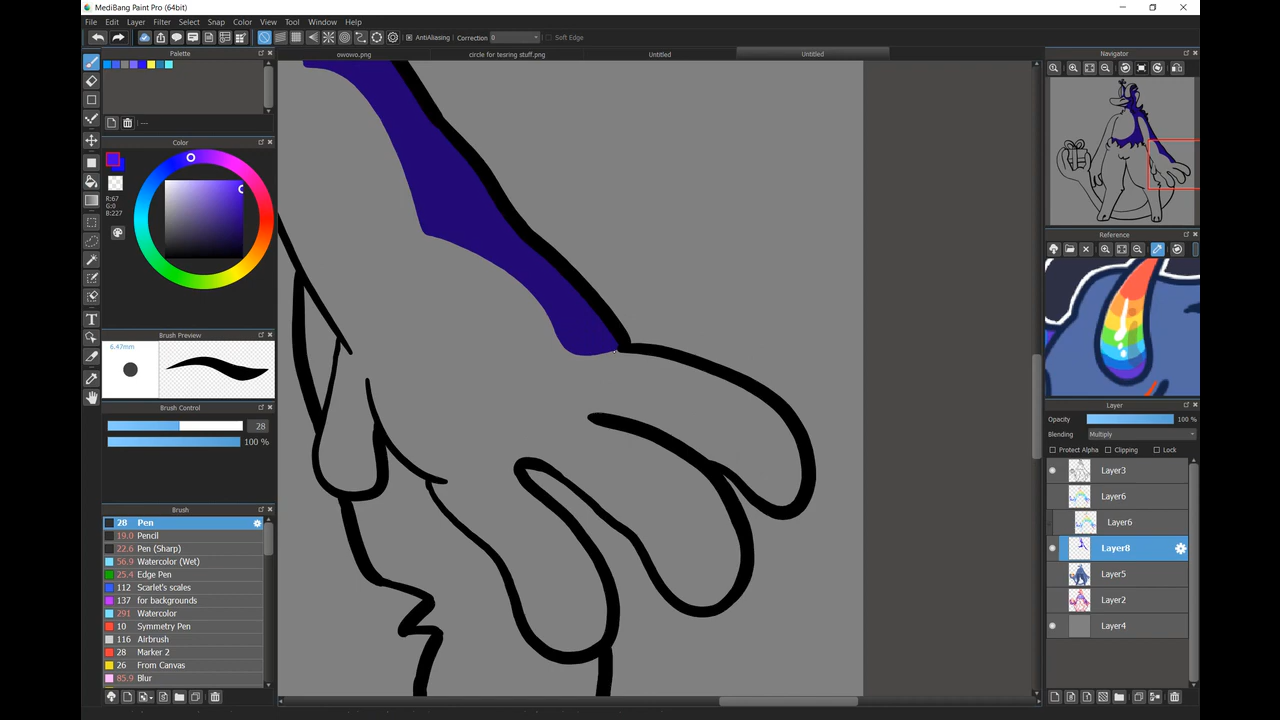 MediBang Paint Pro (64bit)
File Edit Layer Filter Select Snap Color View Tool Window Help
AntiAliasing Correction 0 Soft Edge
Palette
owowo.png circle for tesring stuff.png Untitled Untitled
Navigator
---
Color
R:67
G:0
B:227
Reference
Brush Preview
6.47mm
Brush Control
28
100 %
Layer
Opacity 100 %
Blending Multiply
Protect Alpha Clipping Lock
Layer3
Layer6
Layer6
Layer8
Layer5
Layer2
Layer4
Brush
28 Pen
19.0 Pencil
22.6 Pen (Sharp)
56.9 Watercolor (Wet)
25.4 Edge Pen
112 Scarlet's scales
137 for backgrounds
291 Watercolor
10 Symmetry Pen
116 Airbrush
28 Marker 2
26 From Canvas
85.9 Blur